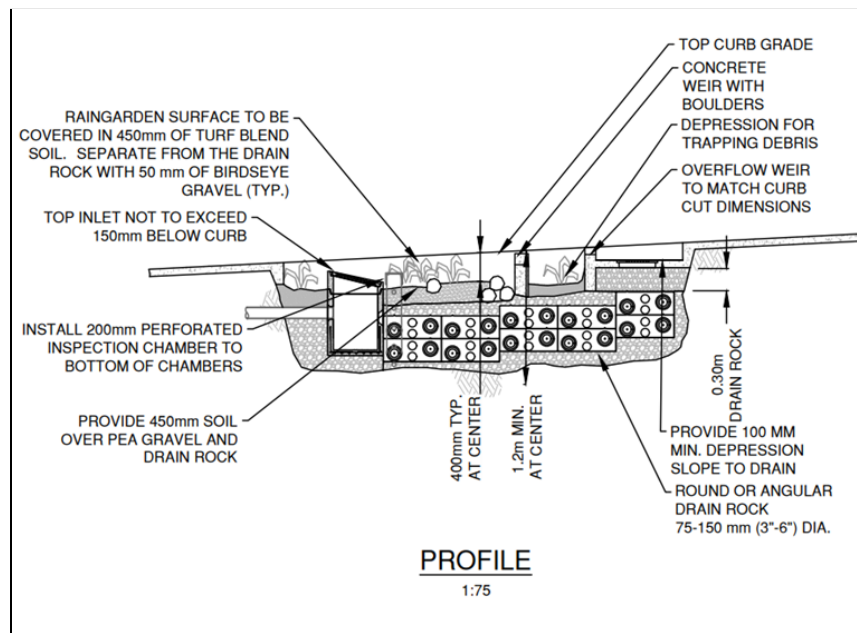 TOP CURB GRADE
CONCRETE
WEIR WITH
BOULDERS
DEPRESSION FOR
TRAPPING DEBRIS
OVERFLOW WEIR
TO MATCH CURB
CUT DIMENSIONS
RAINGARDEN SURFACE TO BE
COVERED IN 450mm OF TURF BLEND
SOIL. SEPARATE FROM THE DRAIN
ROCK WITH 50 mm OF BIRDSEYE
GRAVEL (TYP.)
TOP INLET NOT TO EXCEED
150mm BELOW CURB
INSTALL 200mm PERFORATED
INSPECTION CHAMBER TO
BOTTOM OF CHAMBERS
PROVIDE 450mm SOIL
OVER PEA GRAVEL AND
DRAIN ROCK
400mm TYP.
AT CENTER
1.2m MIN.
AT CENTER
0.30m
DRAIN ROCK
PROVIDE 100 MM
MIN. DEPRESSION
SLOPE TO DRAIN
ROUND OR ANGULAR
DRAIN ROCK
75-150 mm (3"-6") DIA.
PROFILE
1:75